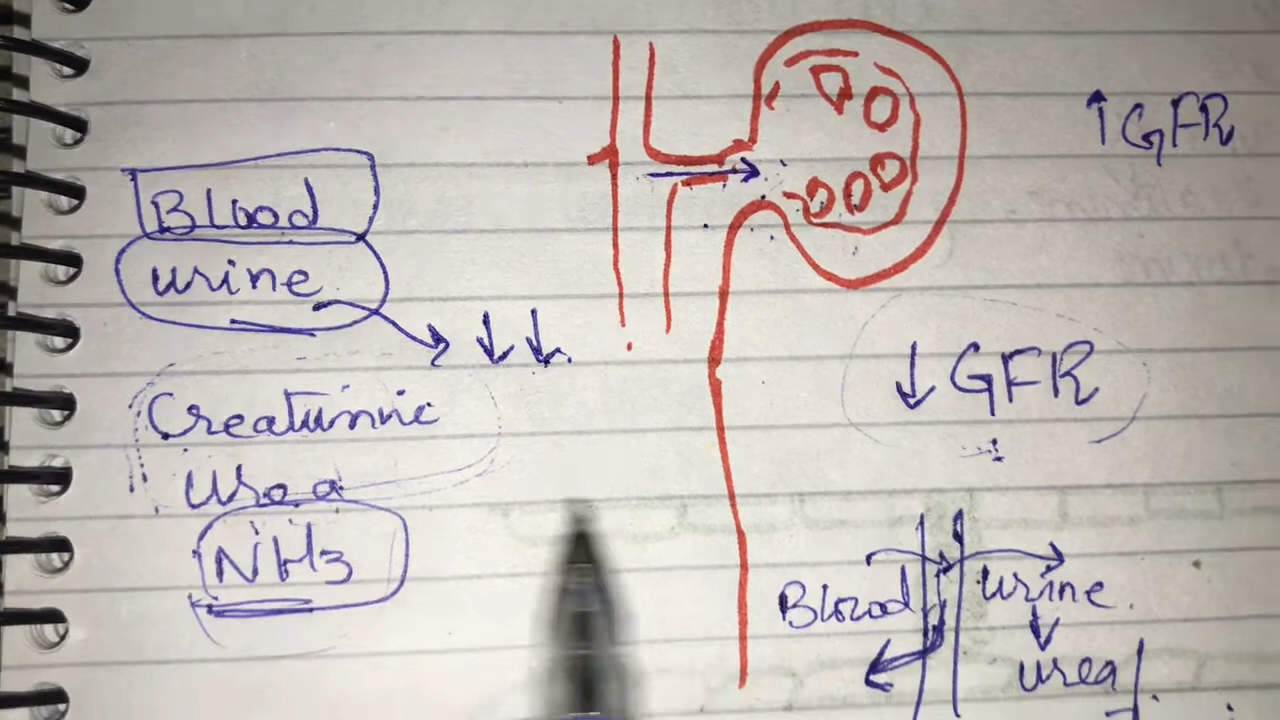 ↑ GFR
Blood
urine
↓ ↓
Creatinine
Urea
NH3
↓ GFR
Blood
urine.
urea